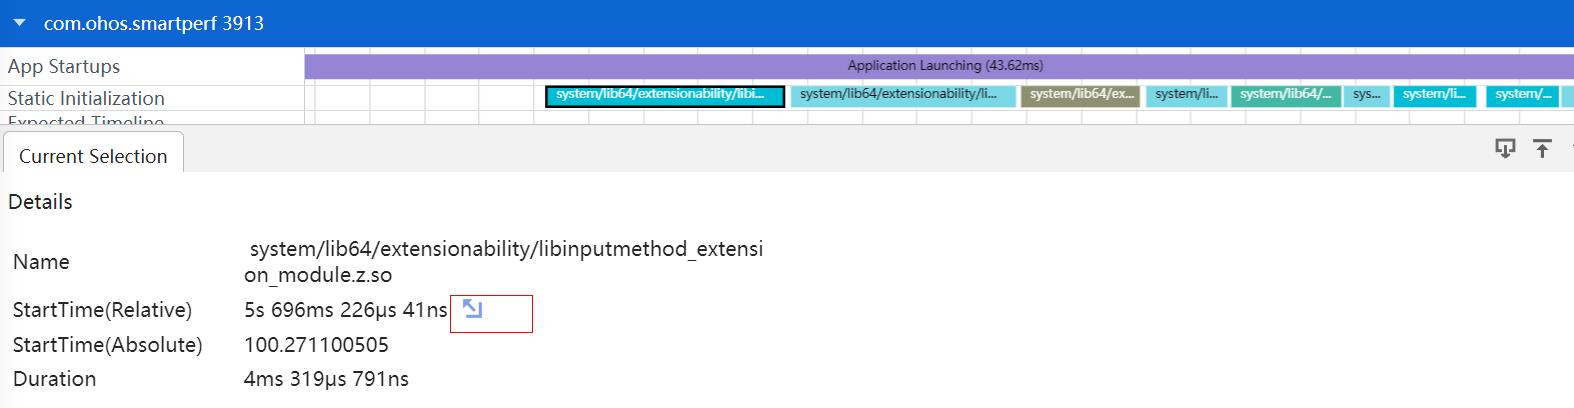 com.ohos.smartperf 3913
App Startups
Application Launching (43.62ms)
Static Initialization
system/lib64/extensionability/libi...
system/lib64/extensionability/li...
system/lib64/ex...
system/li...
system/lib64/...
sys...
system/li...
system/...
Expected Timeline
Current Selection
Details
Name
system/lib64/extensionability/libinputmethod_extensi
on_module.z.so
StartTime(Relative)
5s 696ms 226μs 41ns
StartTime(Absolute)
100.271100505
Duration
4ms 319μs 791ns